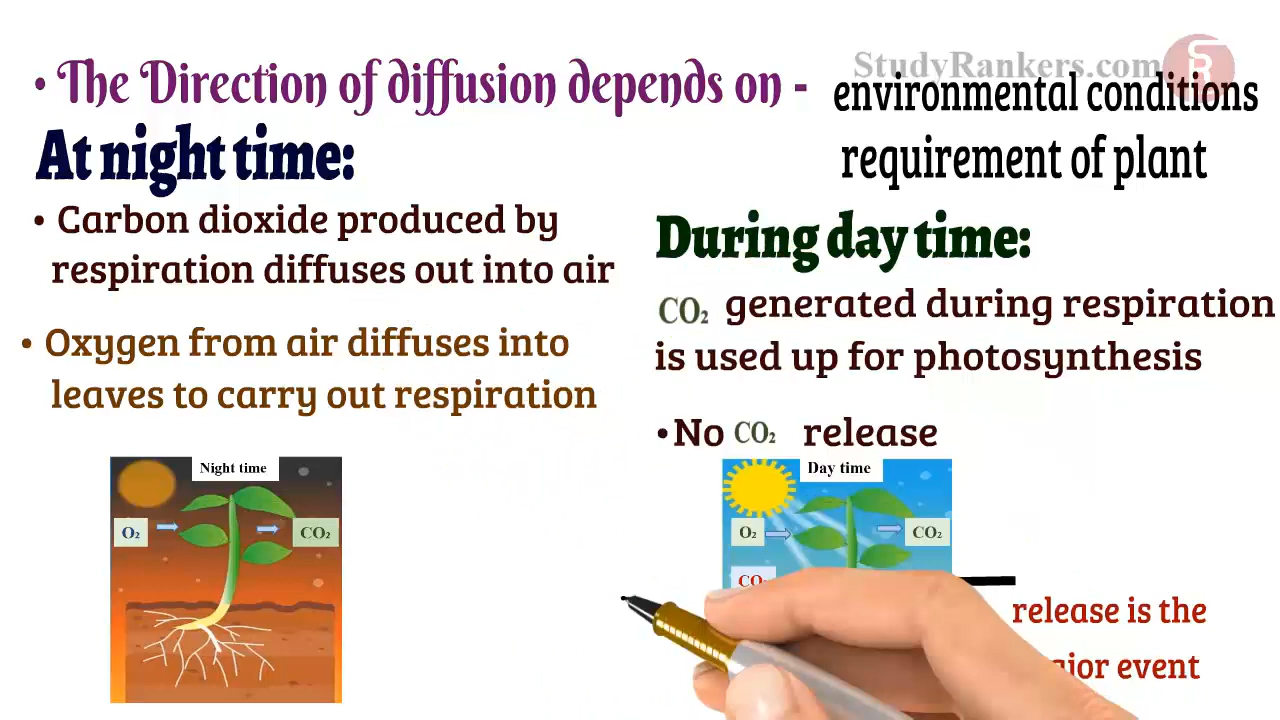 StudyRankers.com
• The Direction of diffusion depends on -
environmental conditions
requirement of plant
At night time:
• Carbon dioxide produced by
respiration diffuses out into air
• Oxygen from air diffuses into
leaves to carry out respiration
Night time
O₂
CO₂
During day time:
CO₂ generated during respiration
is used up for photosynthesis
• No CO₂ release
Day time
O₂
CO₂
CO₂
release is the
event